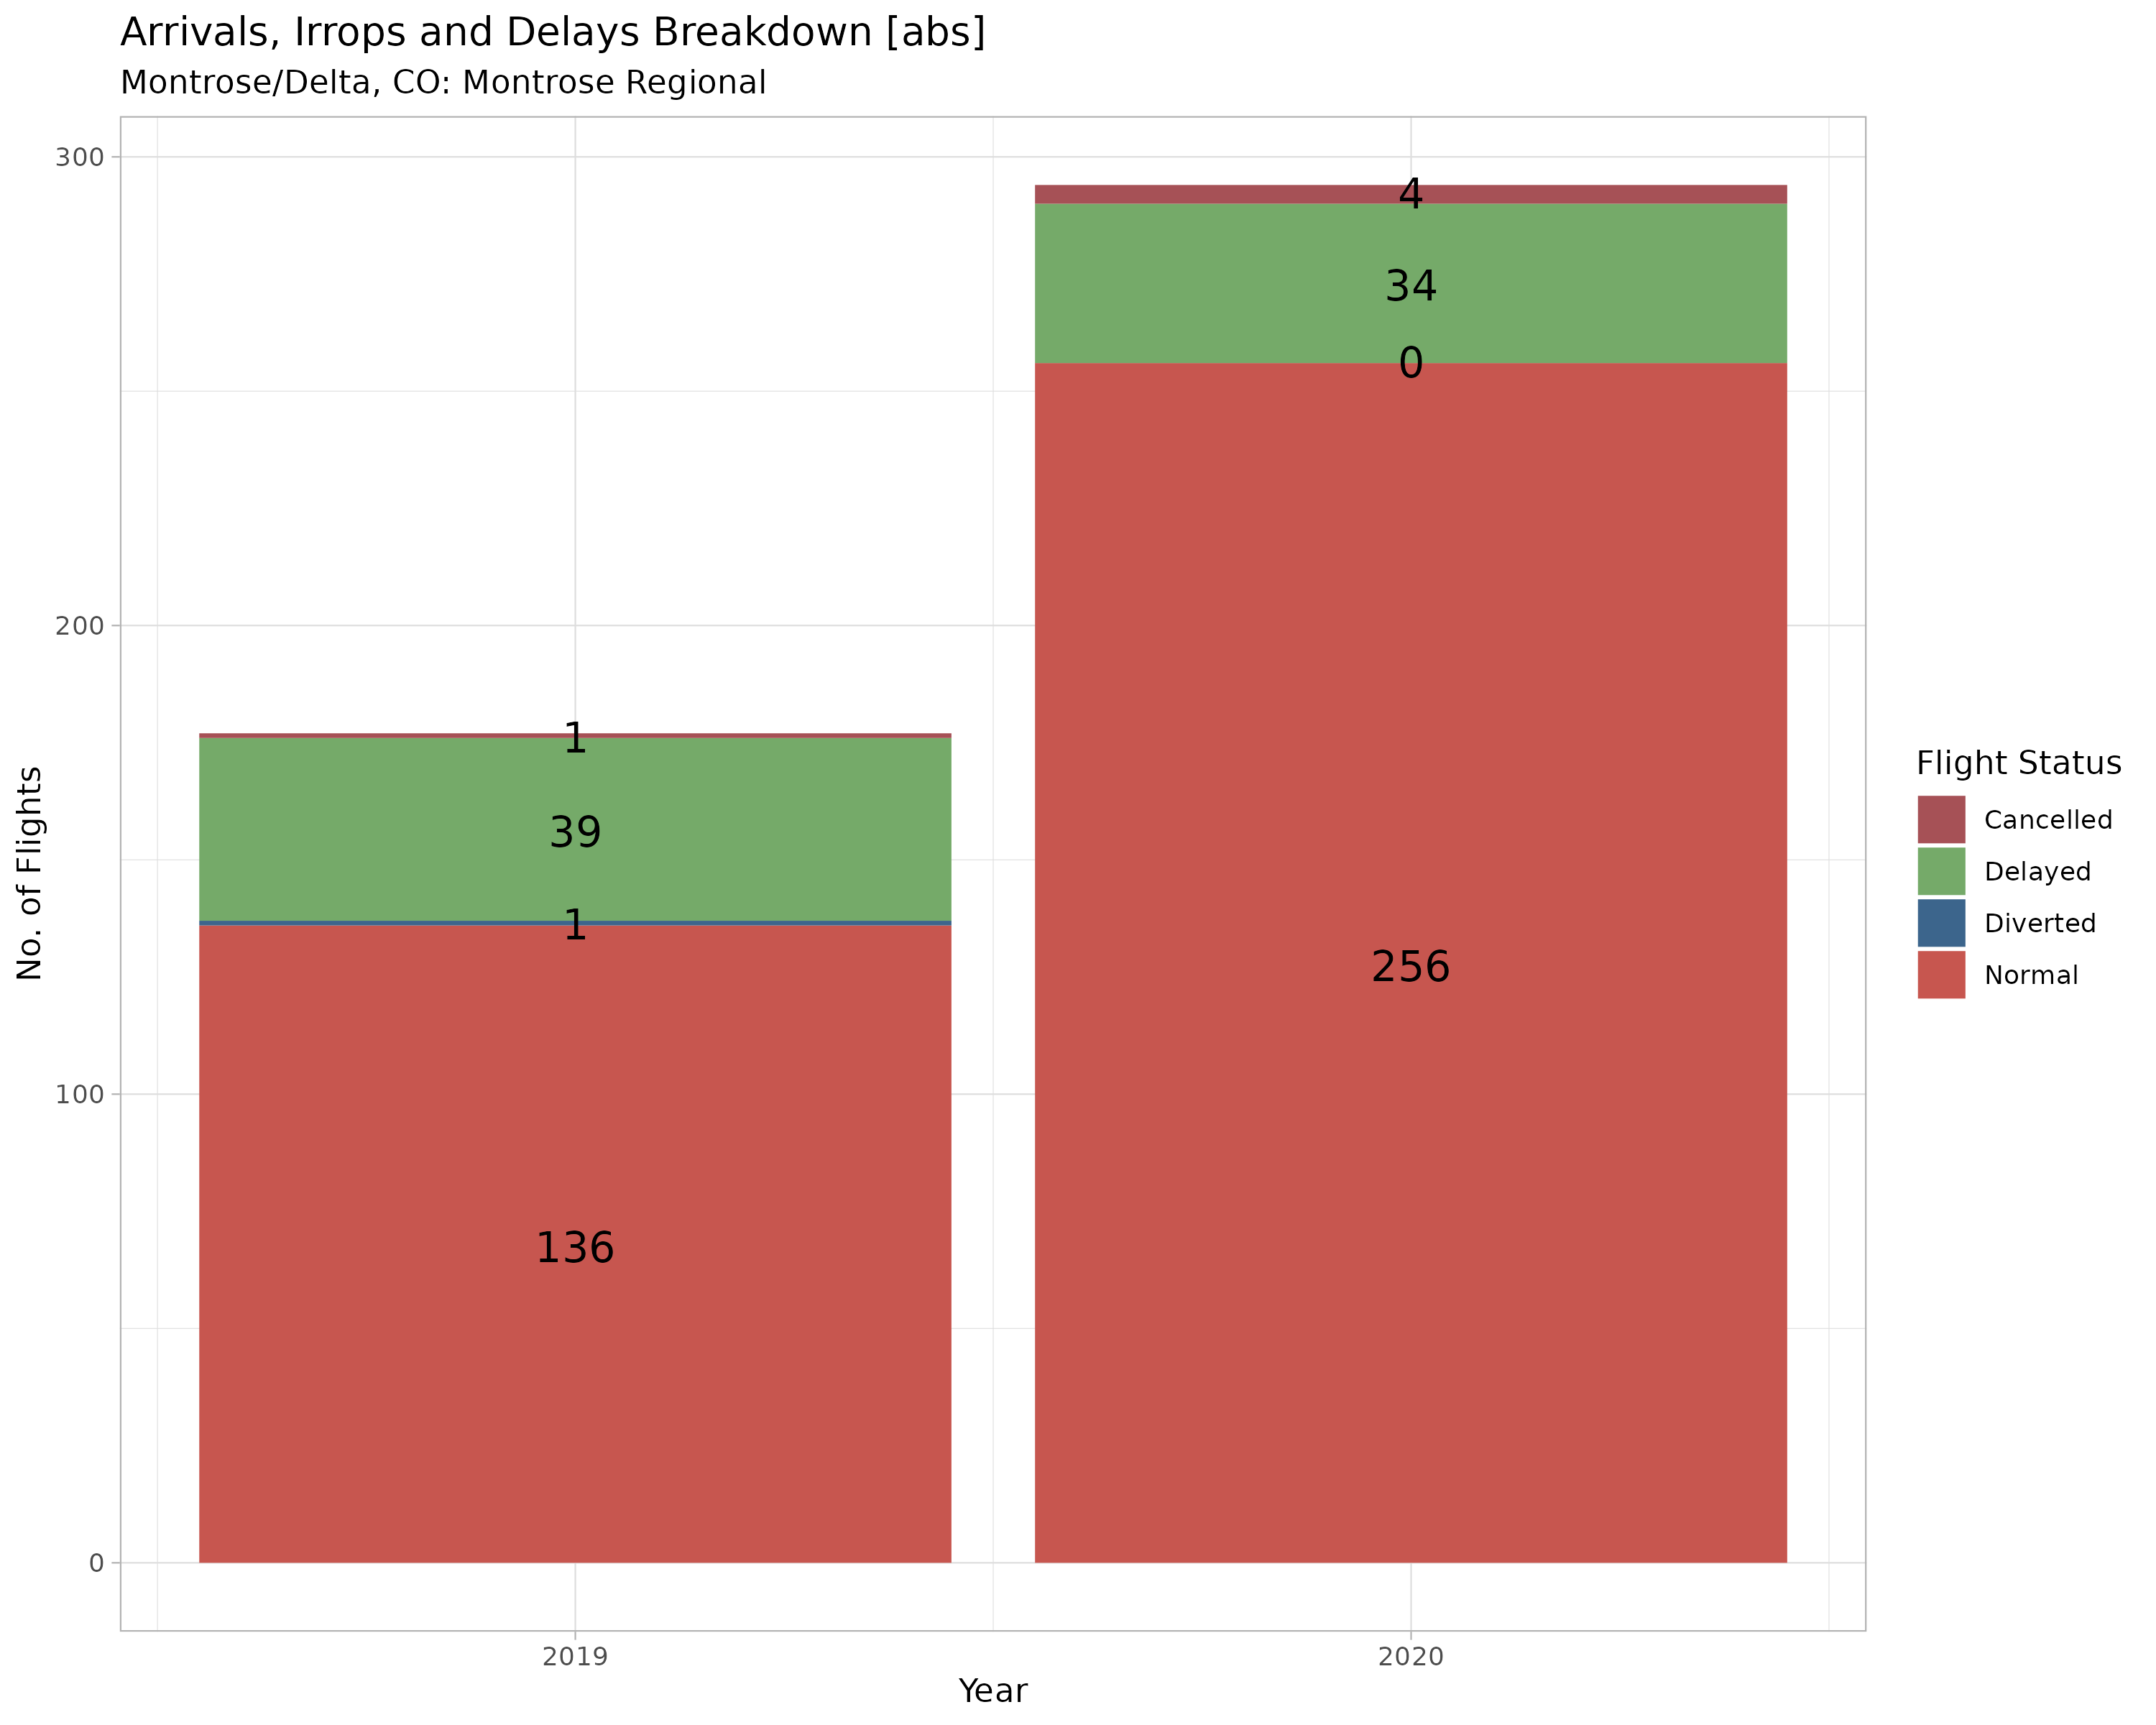 Arrivals, Irrops and Delays Breakdown [abs]
Montrose/Delta, CO: Montrose Regional
No. of Flights
300
200
100
0
1
39
1
136
4
34
0
256
2019
2020
Year
Flight Status
Cancelled
Delayed
Diverted
Normal